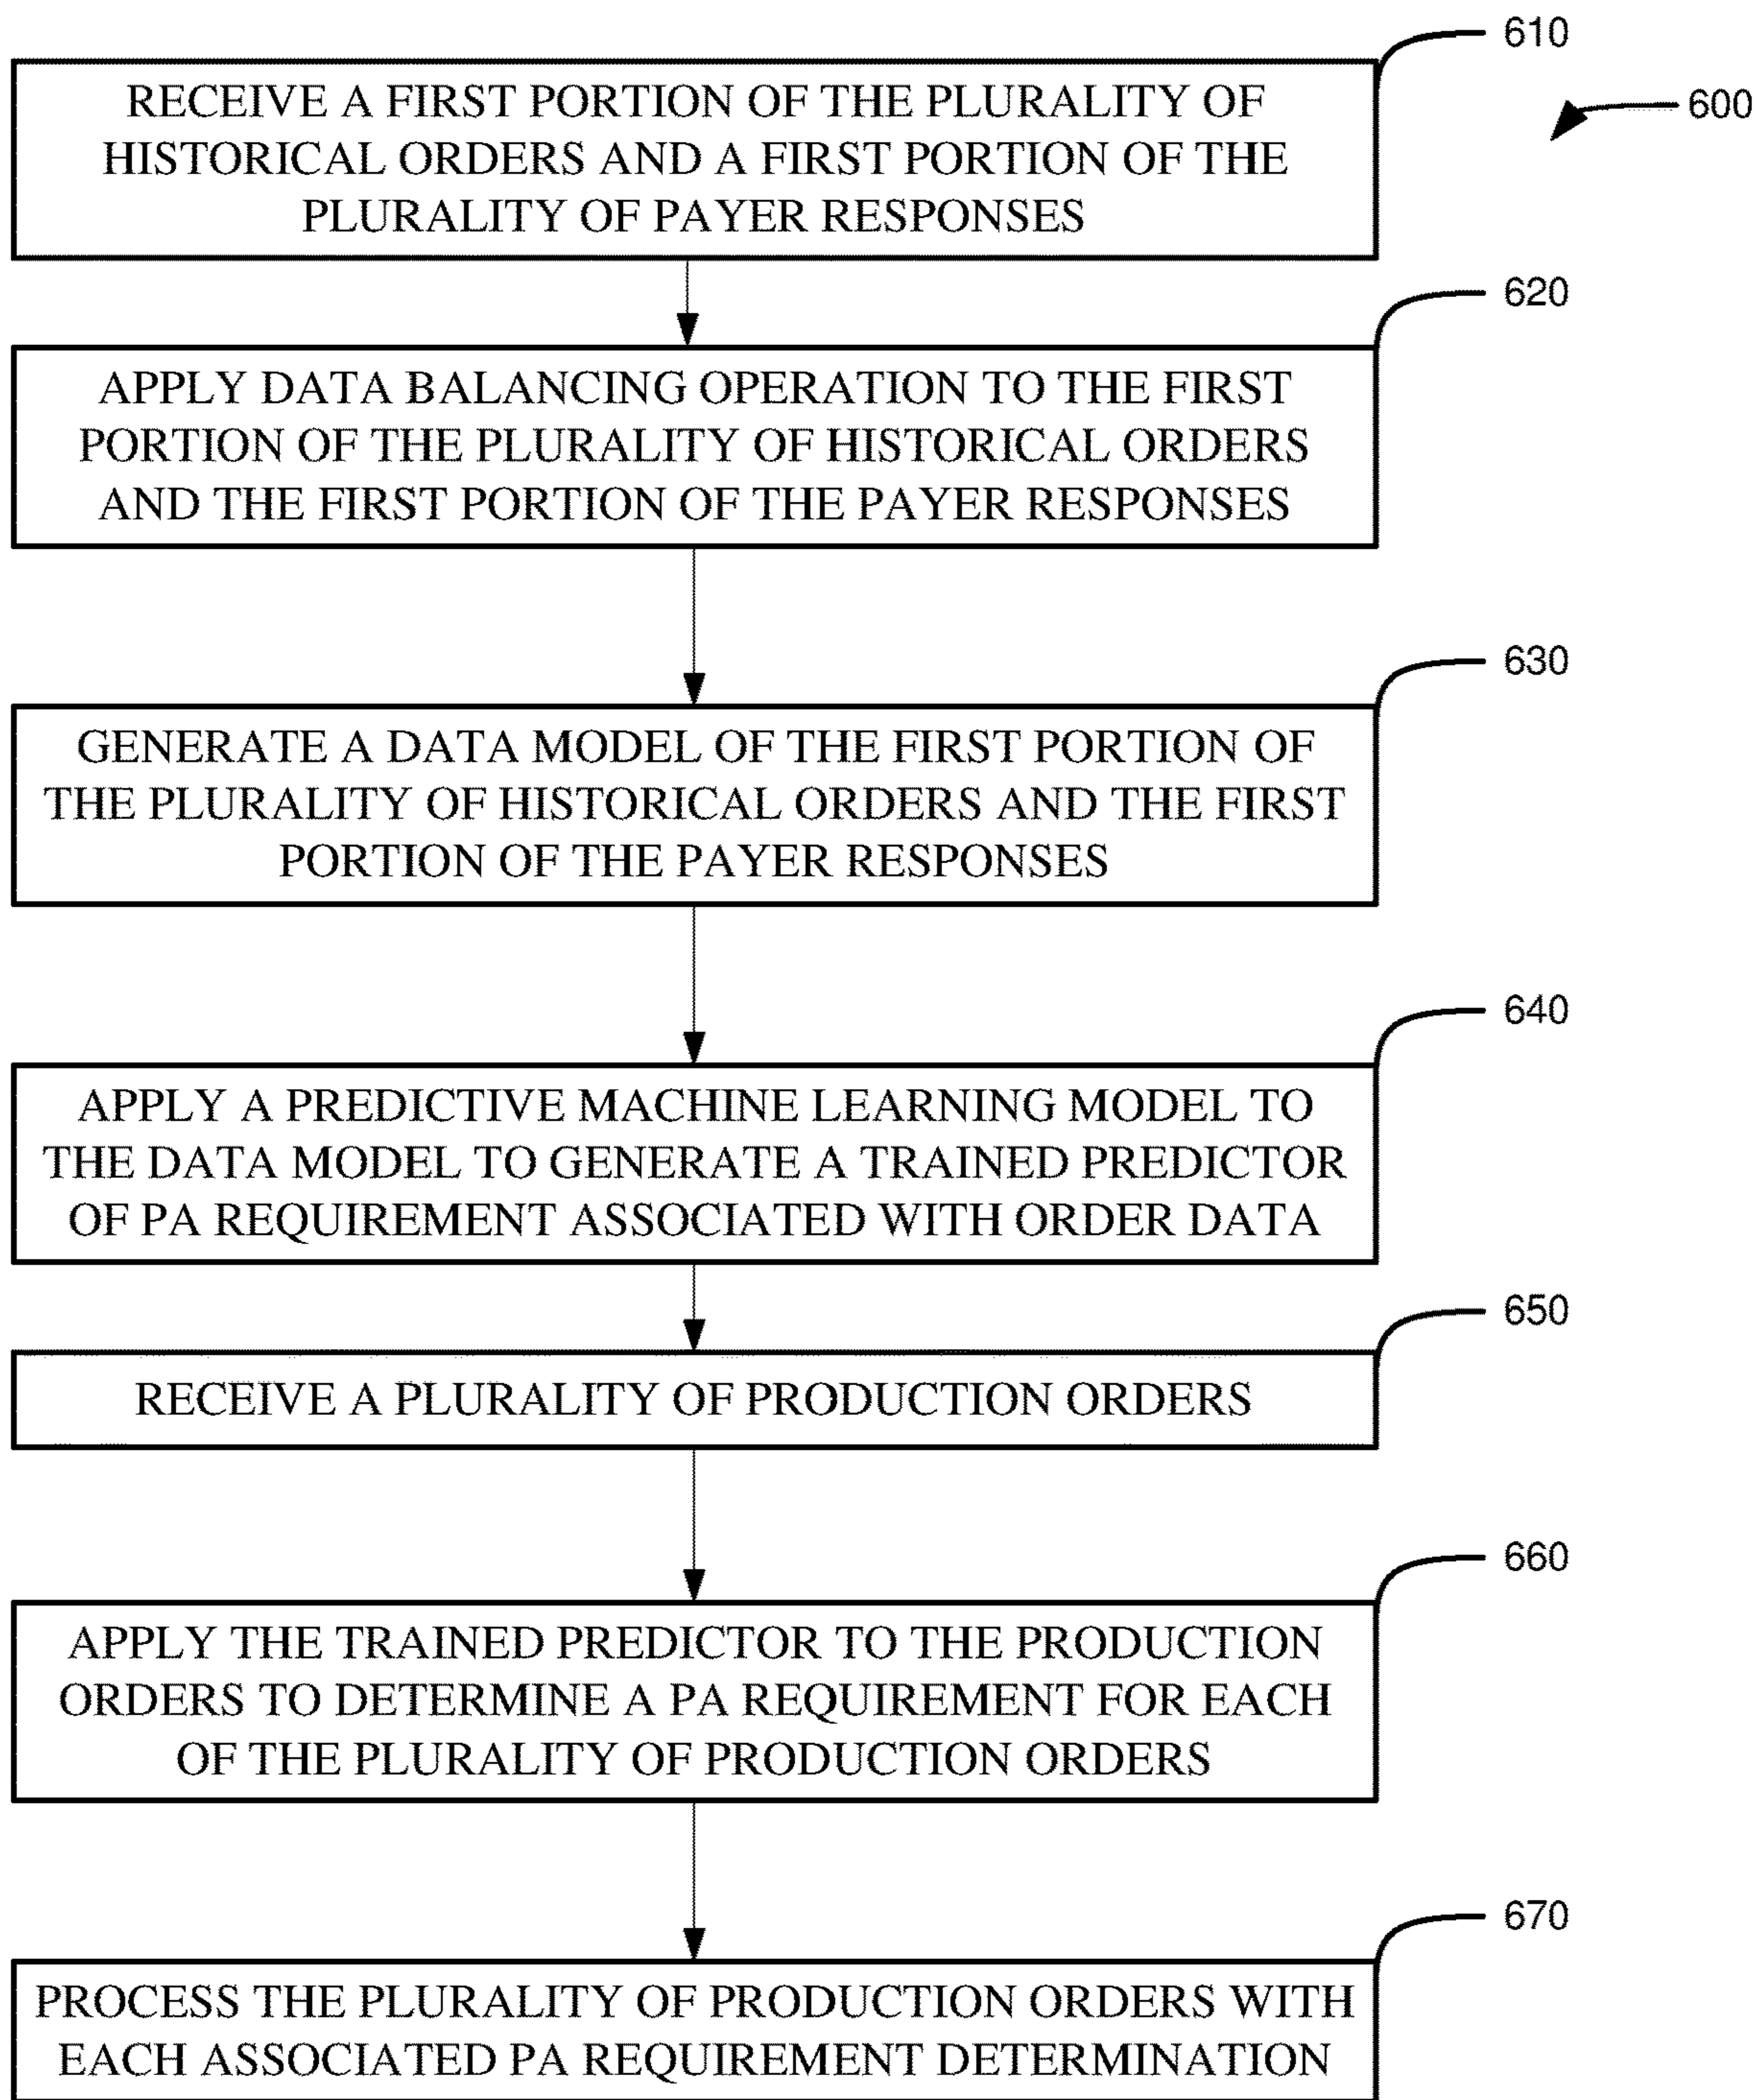 610
600
RECEIVE A FIRST PORTION OF THE PLURALITY OF
HISTORICAL ORDERS AND A FIRST PORTION OF THE
PLURALITY OF PAYER RESPONSES
620
APPLY DATA BALANCING OPERATION TO THE FIRST
PORTION OF THE PLURALITY OF HISTORICAL ORDERS
AND THE FIRST PORTION OF THE PAYER RESPONSES
630
GENERATE A DATA MODEL OF THE FIRST PORTION OF
THE PLURALITY OF HISTORICAL ORDERS AND THE FIRST
PORTION OF THE PAYER RESPONSES
640
APPLY A PREDICTIVE MACHINE LEARNING MODEL TO
THE DATA MODEL TO GENERATE A TRAINED PREDICTOR
OF PA REQUIREMENT ASSOCIATED WITH ORDER DATA
650
RECEIVE A PLURALITY OF PRODUCTION ORDERS
660
APPLY THE TRAINED PREDICTOR TO THE PRODUCTION
ORDERS TO DETERMINE A PA REQUIREMENT FOR EACH
OF THE PLURALITY OF PRODUCTION ORDERS
670
PROCESS THE PLURALITY OF PRODUCTION ORDERS WITH
EACH ASSOCIATED PA REQUIREMENT DETERMINATION